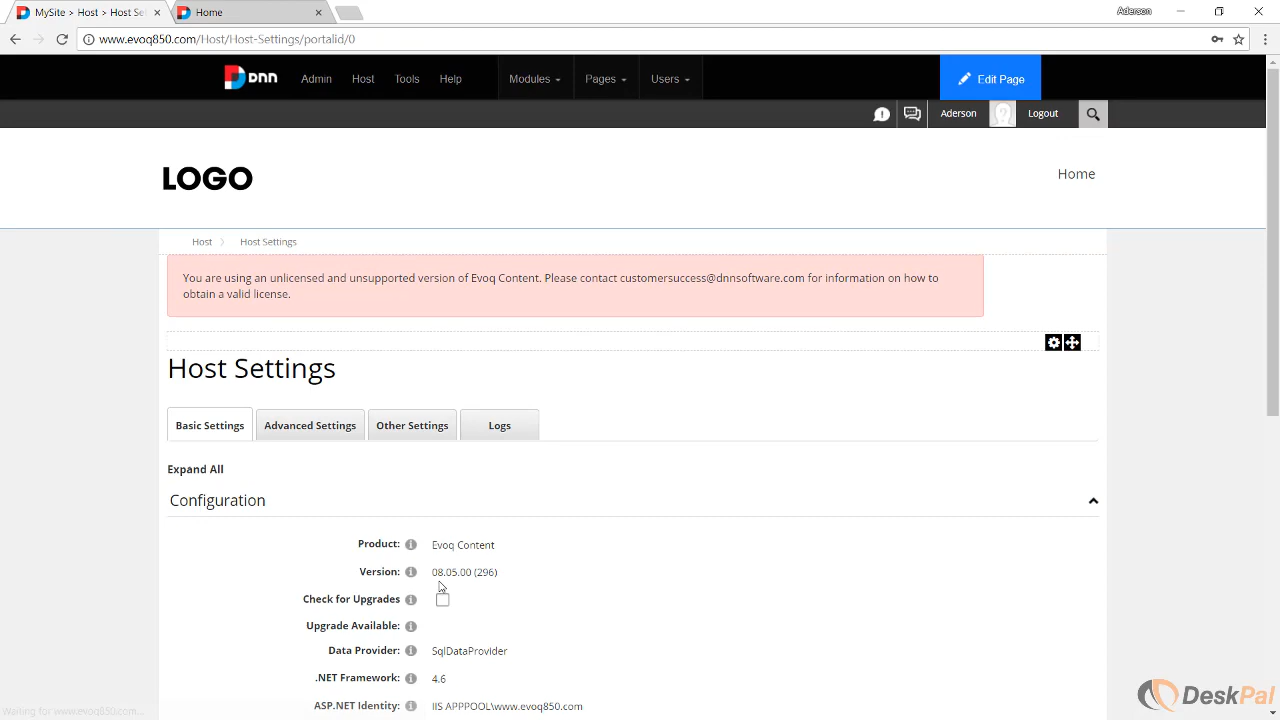 MySite > Host > Host Se
Home
Aderson
www.evoq850.com/Host/Host-Settings/portalid/0
DNN
Admin
Host
Tools
Help
Modules
Pages
Users
Edit Page
Aderson
Logout
LOGO
Home
Host
Host Settings
You are using an unlicensed and unsupported version of Evoq Content. Please contact customersuccess@dnnsoftware.com for information on how to
obtain a valid license.
Host Settings
Basic Settings
Advanced Settings
Other Settings
Logs
Expand All
Configuration
Product:
Evoq Content
Version:
08.05.00 (296)
Check for Upgrades
Upgrade Available:
Data Provider:
SqlDataProvider
.NET Framework:
4.6
ASP.NET Identity:
IIS APPPOOL\www.evoq850.com
Waiting for www.evoq850.com...
DeskPal